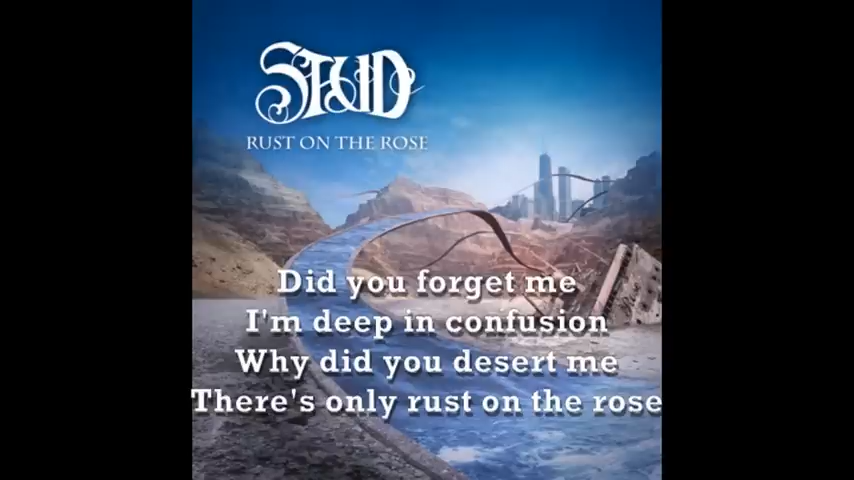 STUD
RUST ON THE ROSE
Did you forget me
I'm deep in confusion
Why did you desert me
There's only rust on the rose